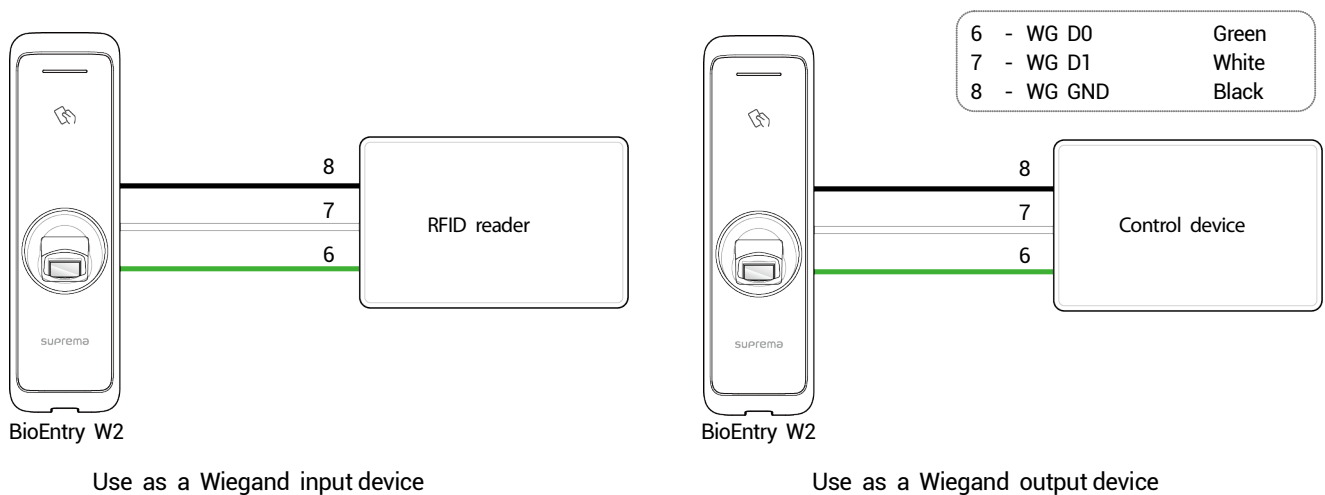 8
7
6
RFID reader
suprema
BioEntry W2
Use as a Wiegand input device
6 - WG D0 Green
7 - WG D1 White
8 - WG GND Black
8
7
6
Control device
suprema
BioEntry W2
Use as a Wiegand output device